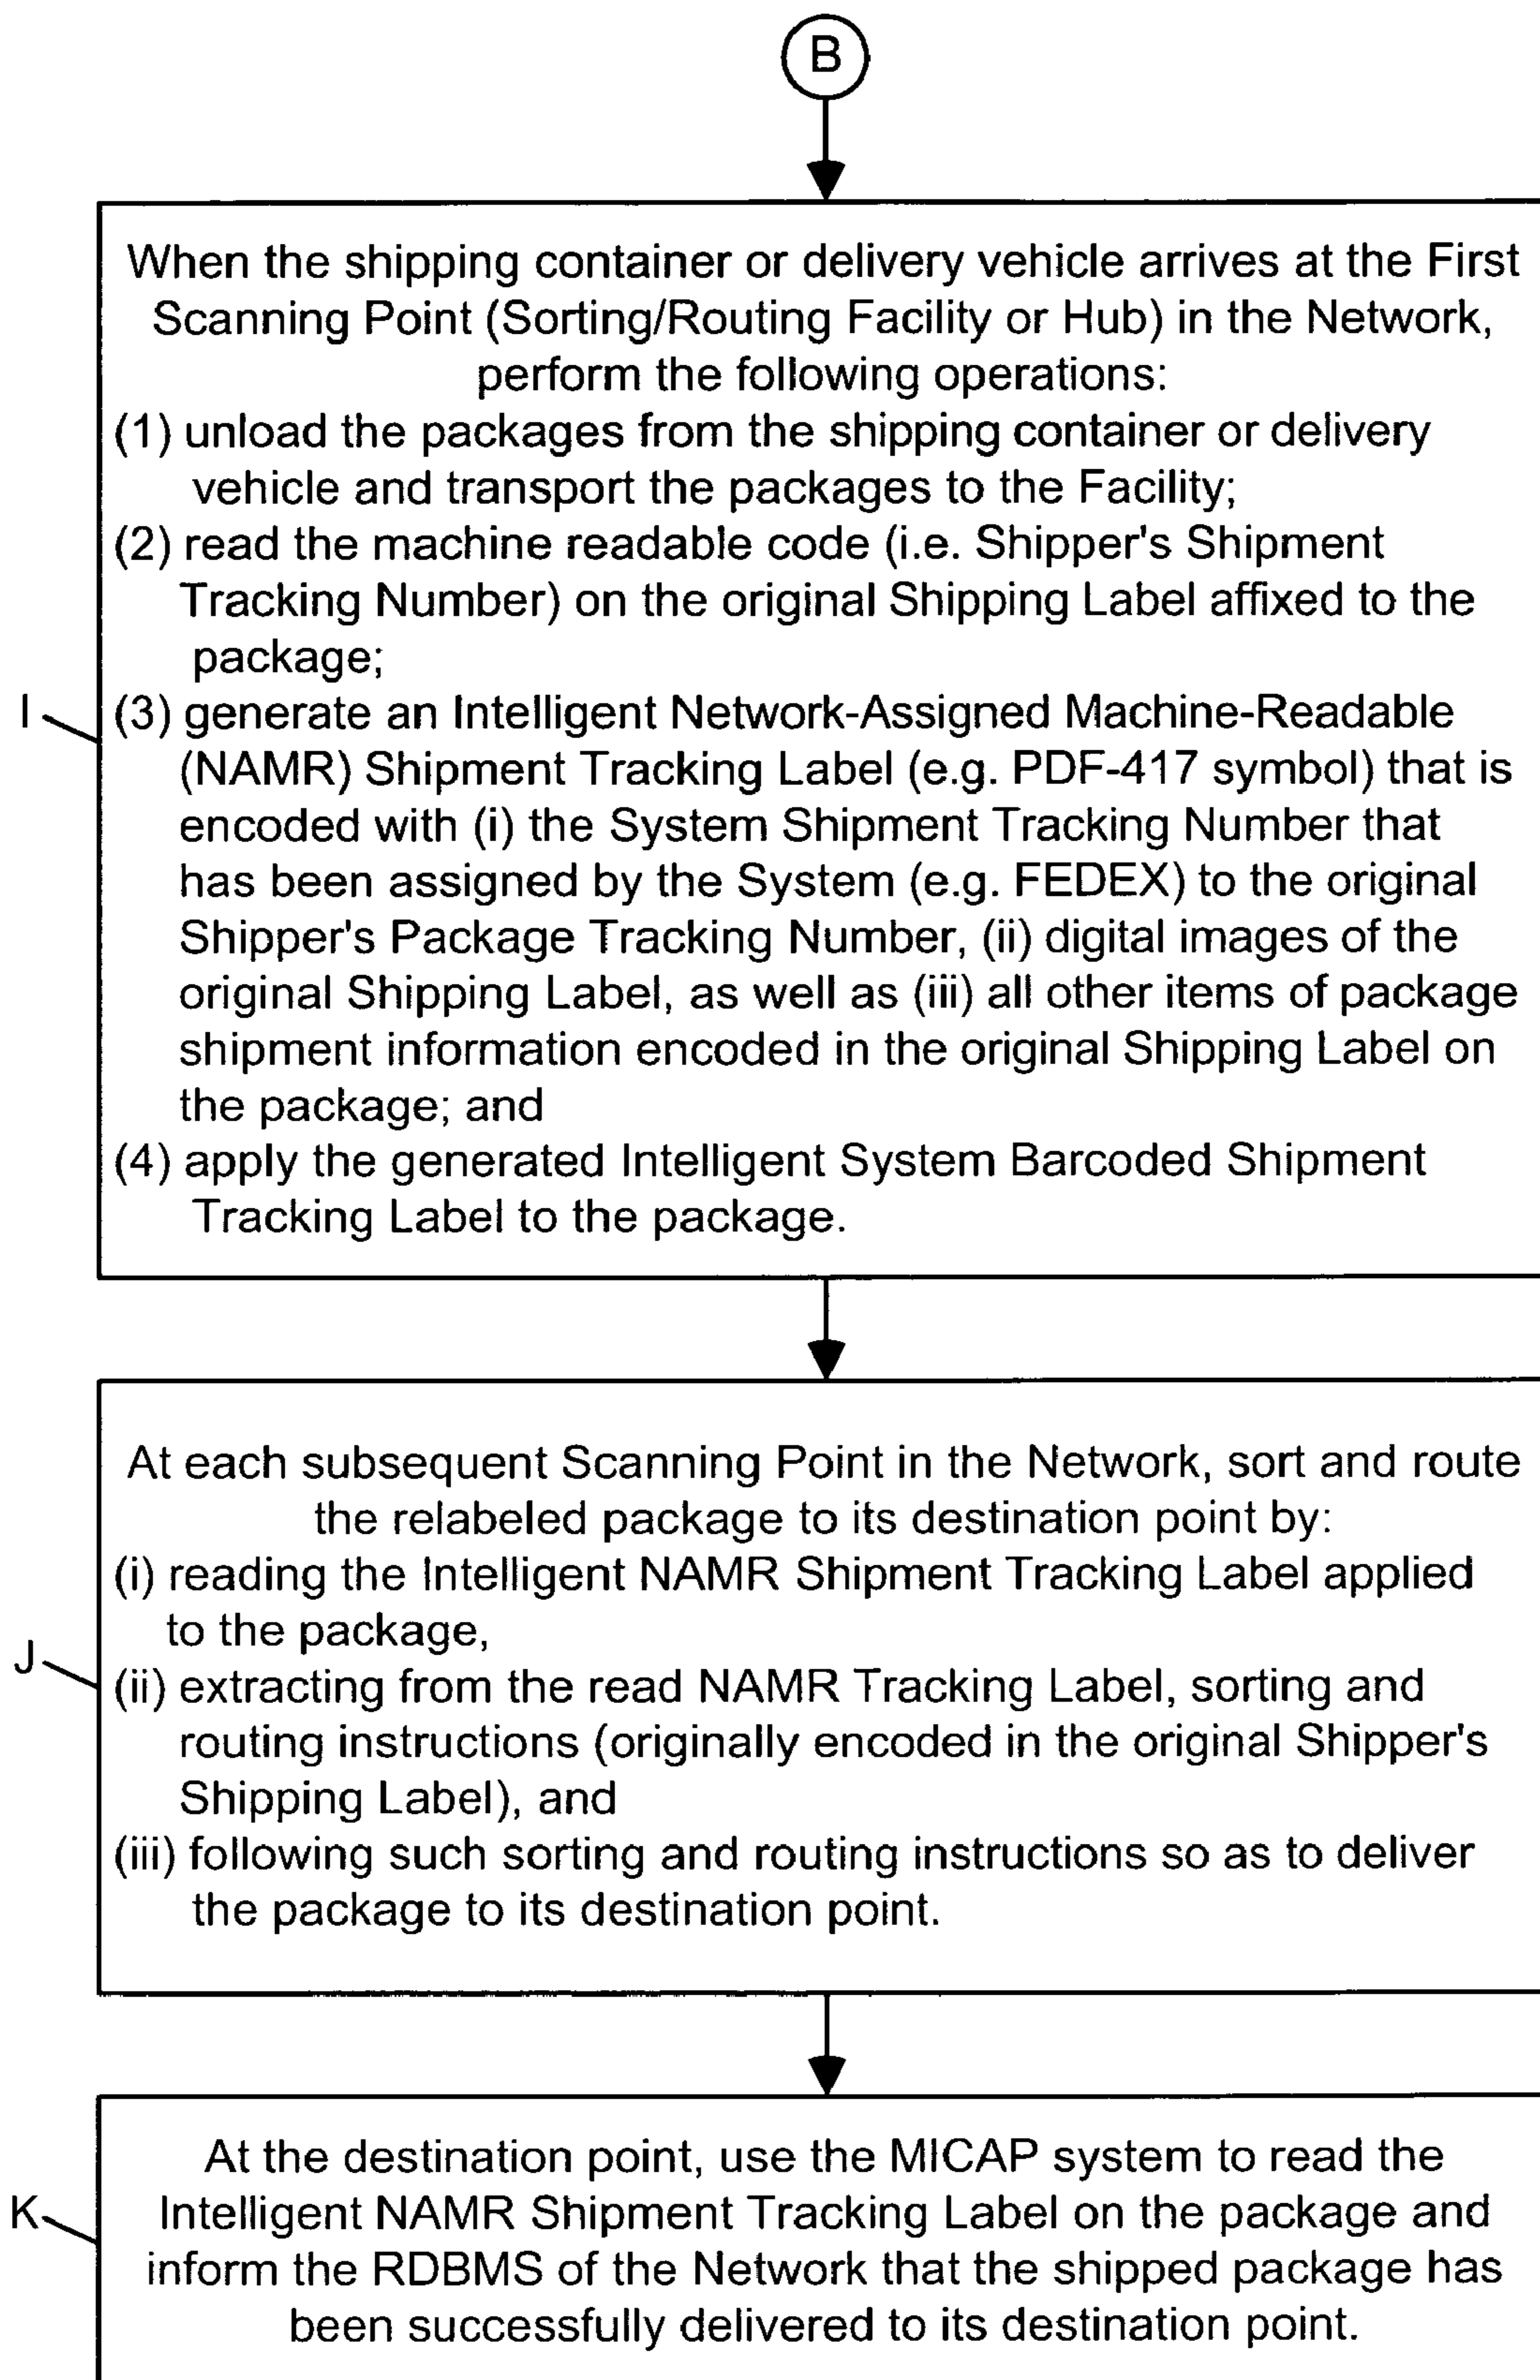 B
When the shipping container or delivery vehicle arrives at the First
Scanning Point (Sorting/Routing Facility or Hub) in the Network,
perform the following operations:
(1) unload the packages from the shipping container or delivery
vehicle and transport the packages to the Facility;
(2) read the machine readable code (i.e. Shipper's Shipment
Tracking Number) on the original Shipping Label affixed to the
package;
I
(3) generate an Intelligent Network-Assigned Machine-Readable
(NAMR) Shipment Tracking Label (e.g. PDF-417 symbol) that is
encoded with (i) the System Shipment Tracking Number that
has been assigned by the System (e.g. FEDEX) to the original
Shipper's Package Tracking Number, (ii) digital images of the
original Shipping Label, as well as (iii) all other items of package
shipment information encoded in the original Shipping Label on
the package; and
(4) apply the generated Intelligent System Barcoded Shipment
Tracking Label to the package.
At each subsequent Scanning Point in the Network, sort and route
the relabeled package to its destination point by:
(i) reading the Intelligent NAMR Shipment Tracking Label applied
to the package,
J
(ii) extracting from the read NAMR Tracking Label, sorting and
routing instructions (originally encoded in the original Shipper's
Shipping Label), and
(iii) following such sorting and routing instructions so as to deliver
the package to its destination point.
At the destination point, use the MICAP system to read the
K
Intelligent NAMR Shipment Tracking Label on the package and
inform the RDBMS of the Network that the shipped package has
been successfully delivered to its destination point.